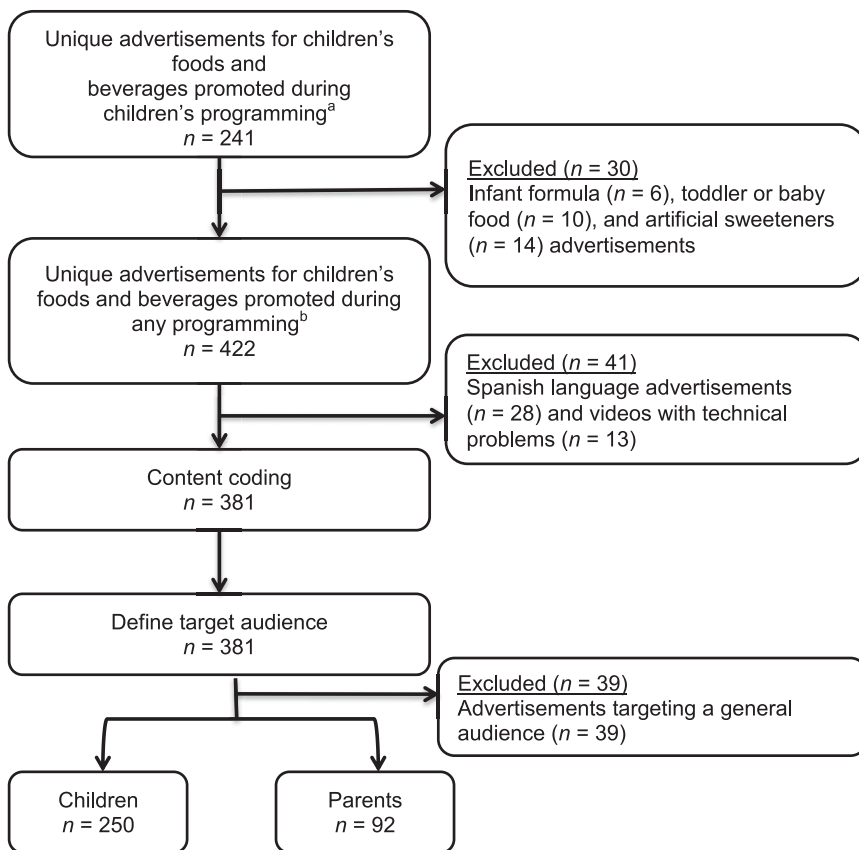 Unique advertisements for children’s
foods and
beverages promoted during
children’s programmingᵃ
n = 241
Excluded (n = 30)
Infant formula (n = 6), toddler or baby
food (n = 10), and artificial sweeteners
(n = 14) advertisements
Unique advertisements for children’s
foods and beverages promoted during
any programmingᵇ
n = 422
Excluded (n = 41)
Spanish language advertisements
(n = 28) and videos with technical
problems (n = 13)
Content coding
n = 381
Define target audience
n = 381
Excluded (n = 39)
Advertisements targeting a general
audience (n = 39)
Children
n = 250
Parents
n = 92